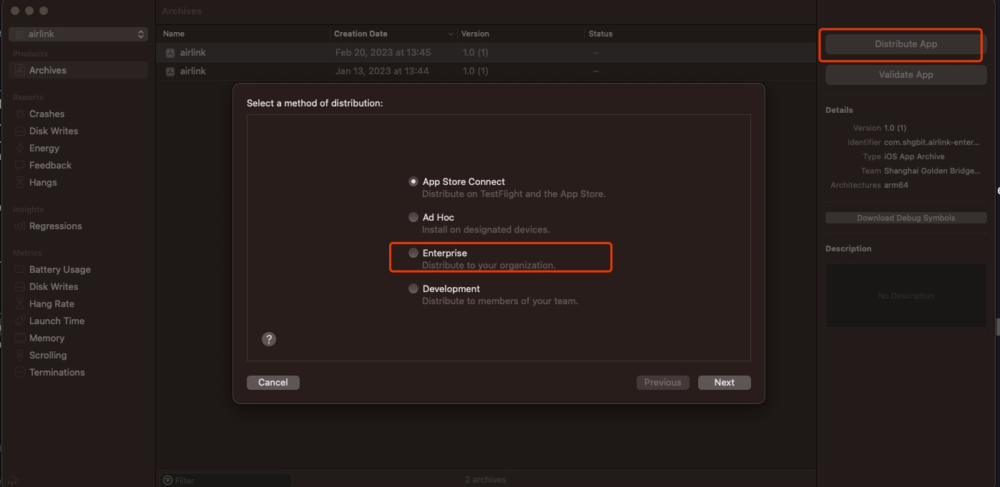 Archives
airlink
Name Creation Date Version Status
airlink Feb 20, 2023 at 13:45 1.0 (1) --
airlink Jan 13, 2023 at 13:44 1.0 (1) --
Products
Archives
Reports
Crashes
Disk Writes
Energy
Feedback
Hangs
Insights
Regressions
Metrics
Battery Usage
Disk Writes
Hang Rate
Launch Time
Memory
Scrolling
Terminations
Select a method of distribution:
App Store Connect
Distribute on TestFlight and the App Store.
Ad Hoc
Install on designated devices.
Enterprise
Distribute to your organization.
Development
Distribute to members of your team.
?
Cancel
Previous
Next
Filter
2 archives
Distribute App
Validate App
Details
Version 1.0 (1)
Identifier com.shgbit.airlink-enter...
Type iOS App Archive
Team Shanghai Golden Bridge...
Architectures arm64
Download Debug Symbols
Description
No Description